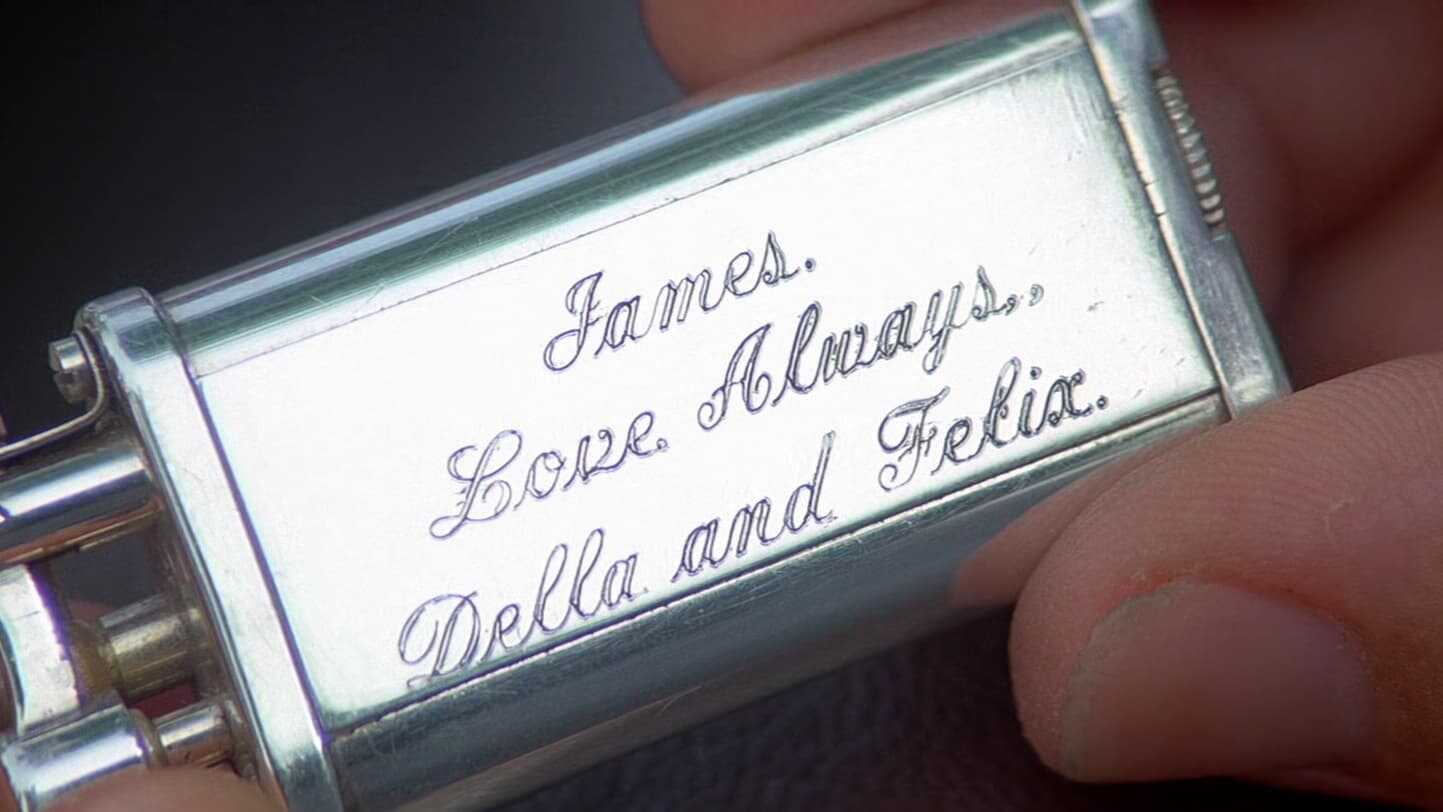 James.
Love. Always.,
Della and Felix.